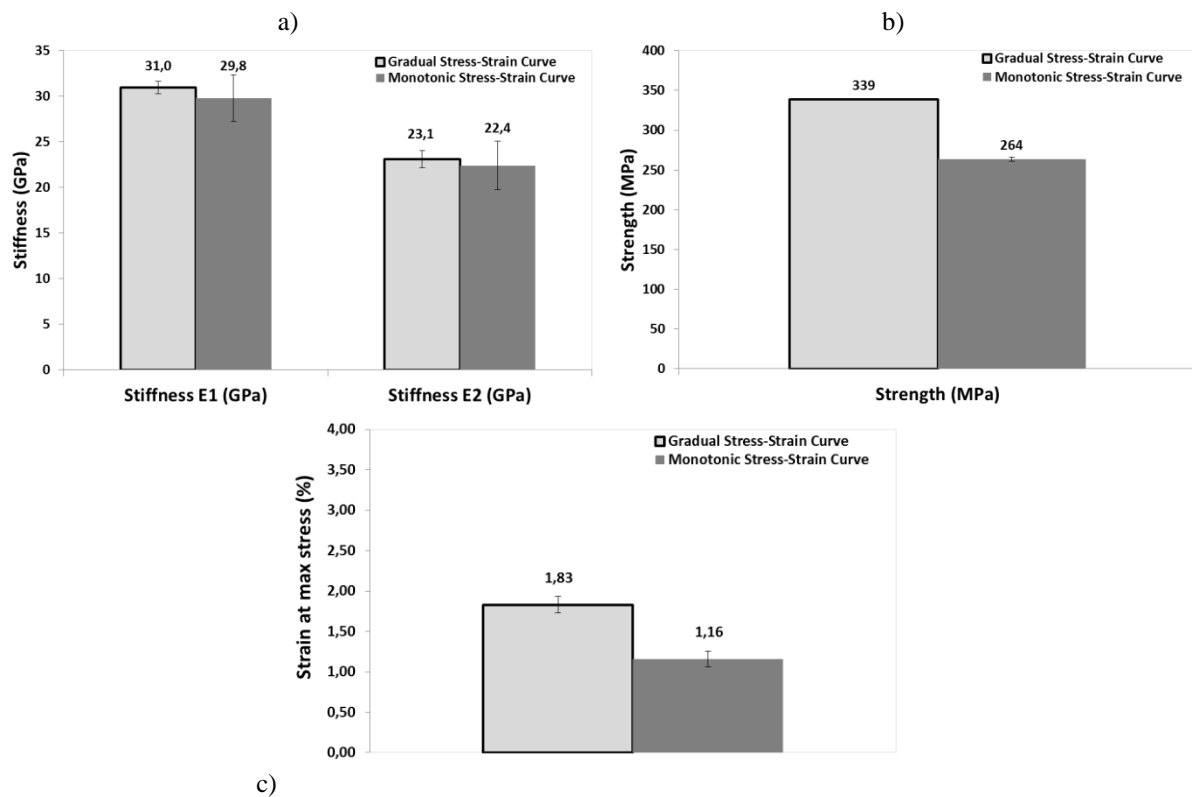 a)
35
30
25
20
15
10
5
0
Stiffness (GPa)
Gradual Stress-Strain Curve
Monotonic Stress-Strain Curve
31,0
29,8
23,1
22,4
Stiffness E1 (GPa)
Stiffness E2 (GPa)
b)
400
350
300
250
200
150
100
50
0
Strength (MPa)
Gradual Stress-Strain Curve
Monotonic Stress-Strain Curve
339
264
Strength (MPa)
4,00
3,50
3,00
2,50
2,00
1,50
1,00
0,50
0,00
Strain at max stress (%)
Gradual Stress-Strain Curve
Monotonic Stress-Strain Curve
1,83
1,16
c)